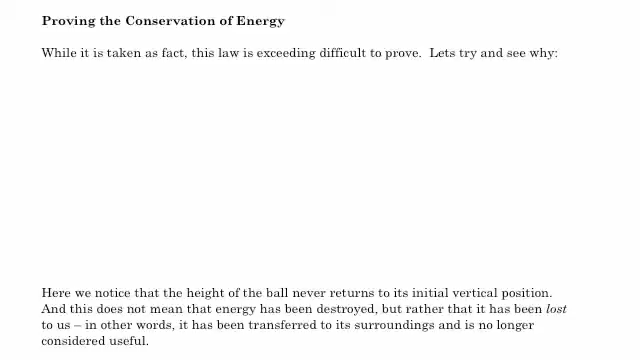 Proving the Conservation of Energy
While it is taken as fact, this law is exceeding difficult to prove.  Lets try and see why:
Here we notice that the height of the ball never returns to its initial vertical position.
And this does not mean that energy has been destroyed, but rather that it has been lost
to us – in other words, it has been transferred to its surroundings and is no longer
considered useful.